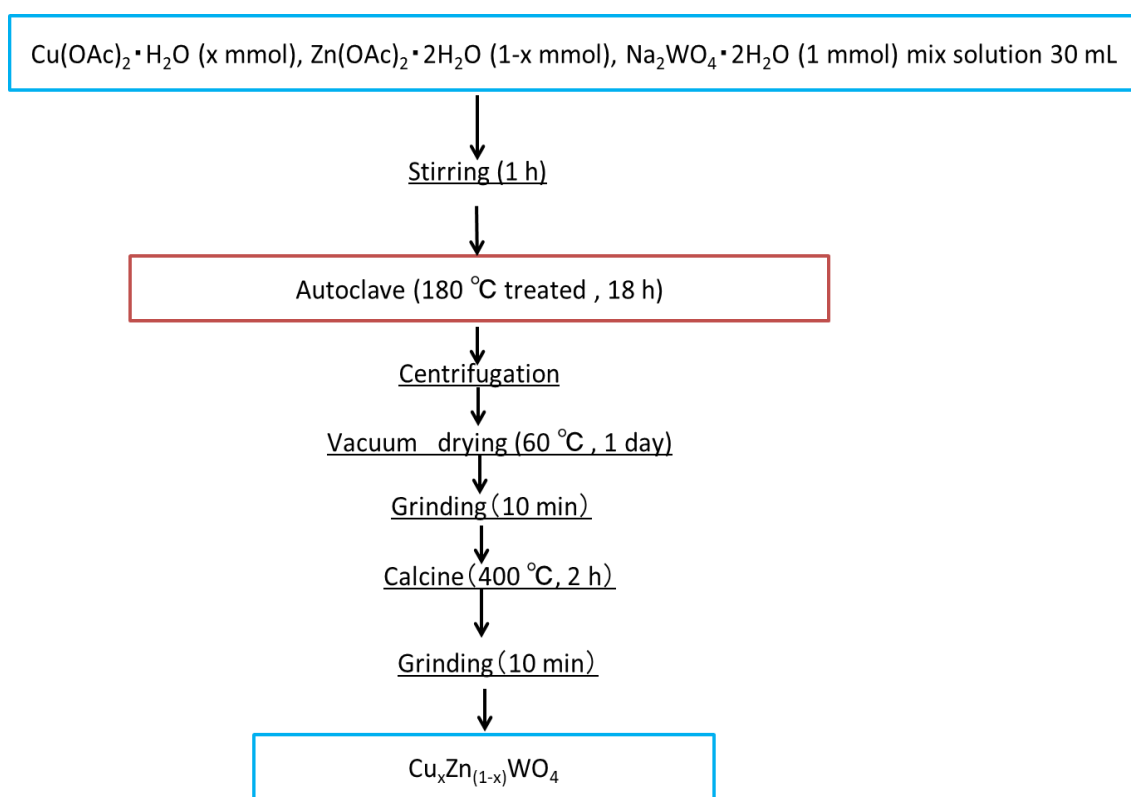 Cu(OAc)₂・H₂O (x mmol), Zn(OAc)₂・2H₂O (1-x mmol), Na₂WO₄・2H₂O (1 mmol) mix solution 30 mL
Stirring (1 h)
Autoclave (180 ℃ treated , 18 h)
Centrifugation
Vacuum drying (60 ℃ , 1 day)
Grinding（10 min）
Calcine（400 ℃, 2 h）
Grinding（10 min）
CuₓZn₍₁₋ₓ₎WO₄